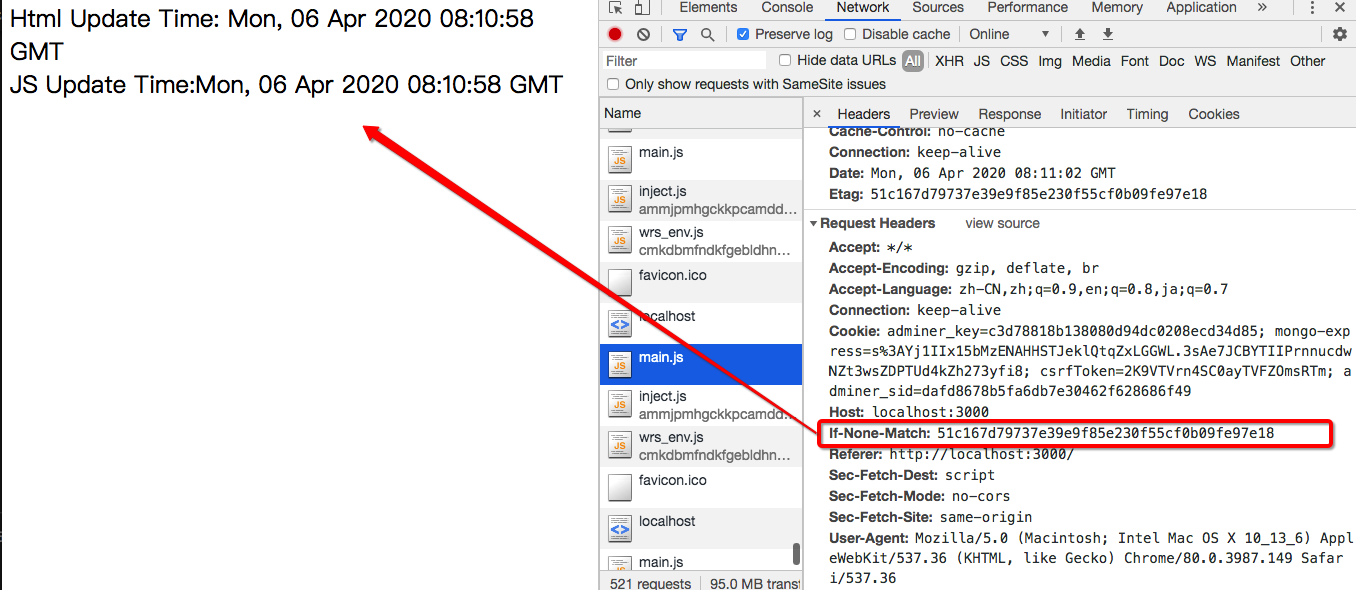 Html Update Time: Mon, 06 Apr 2020 08:10:58
GMT
JS Update Time:Mon, 06 Apr 2020 08:10:58 GMT
Elements Console Network Sources Performance Memory Application »
Preserve log Disable cache Online
Filter Hide data URLs All XHR JS CSS Img Media Font Doc WS Manifest Other
Only show requests with SameSite issues
Name
main.js
inject.js
ammjpmhgckkpcamdd...
wrs_env.js
cmkdbmfndkfgebldhn...
favicon.ico
localhost
main.js
inject.js
ammjpmhgckkpcamdd...
wrs_env.js
cmkdbmfndkfgebldhn...
favicon.ico
localhost
main.js
521 requests 95.0 MB transf
× Headers Preview Response Initiator Timing Cookies
Cache-Control: no-cache
Connection: keep-alive
Date: Mon, 06 Apr 2020 08:11:02 GMT
Etag: 51c167d79737e39e9f85e230f55cf0b09fe97e18
Request Headers view source
Accept: */*
Accept-Encoding: gzip, deflate, br
Accept-Language: zh-CN,zh;q=0.9,en;q=0.8,ja;q=0.7
Connection: keep-alive
Cookie: adminer_key=c3d78818b138080d94dc0208ecd34d85; mongo-exp
ress=s%3AYj1IIx15bMzENAHHSTJeklQtqZxLGGWL.3sAe7JCBYTIIPrnnucdw
NZt3wsZDPTUd4kZh273yfi8; csrfToken=2K9VTVrn4SC0ayTVFZOmsRTm; a
dminer_sid=dafd8678b5fa6db7e30462f628686f49
Host: localhost:3000
If-None-Match: 51c167d79737e39e9f85e230f55cf0b09fe97e18
Referer: http://localhost:3000/
Sec-Fetch-Dest: script
Sec-Fetch-Mode: no-cors
Sec-Fetch-Site: same-origin
User-Agent: Mozilla/5.0 (Macintosh; Intel Mac OS X 10_13_6) Appl
eWebKit/537.36 (KHTML, like Gecko) Chrome/80.0.3987.149 Safar
i/537.36